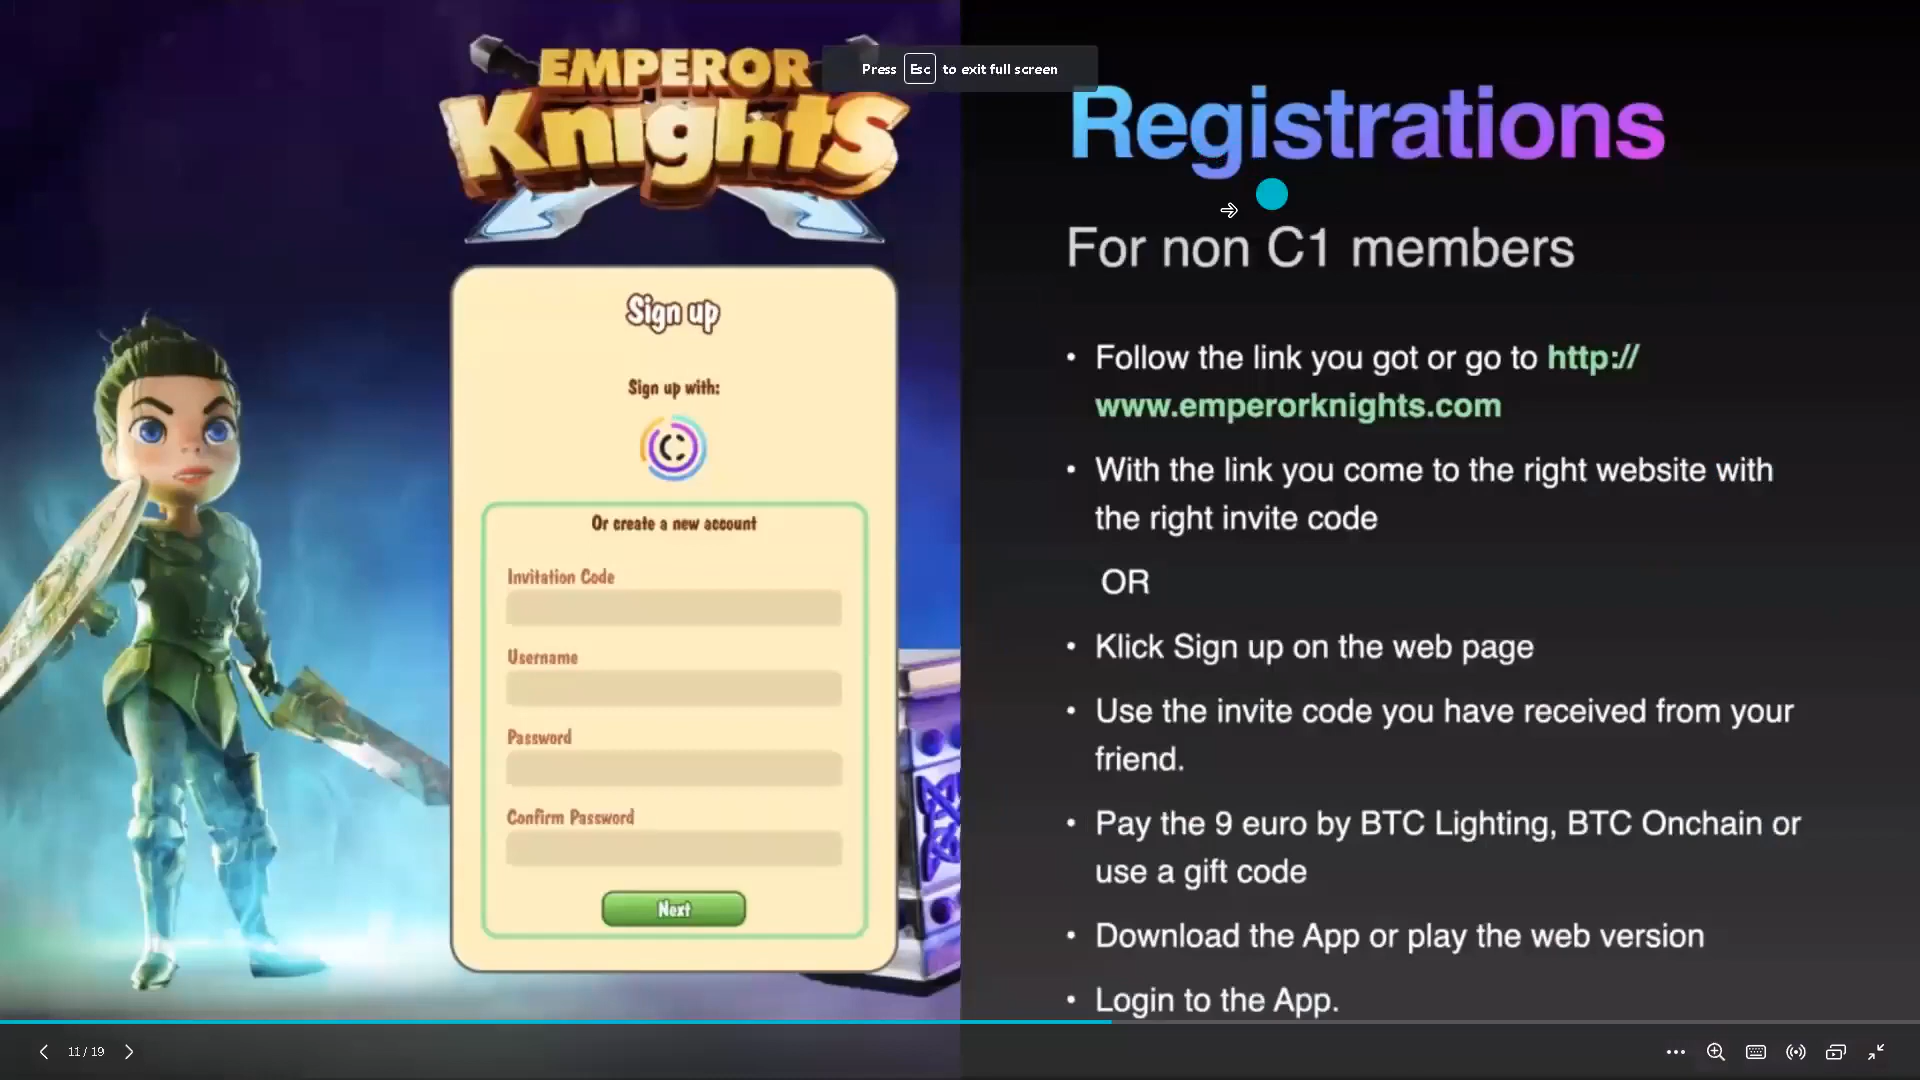 EMPEROR
Knights
Press Esc to exit full screen
Sign up
Sign up with:
Or create a new account
Invitation Code
Username
Password
Confirm Password
Next
Registrations
For non C1 members
• Follow the link you got or go to http://
www.emperorknights.com
• With the link you come to the right website with
the right invite code
OR
• Klick Sign up on the web page
• Use the invite code you have received from your
friend.
• Pay the 9 euro by BTC Lighting, BTC Onchain or
use a gift code
• Download the App or play the web version
• Login to the App.
11 / 19